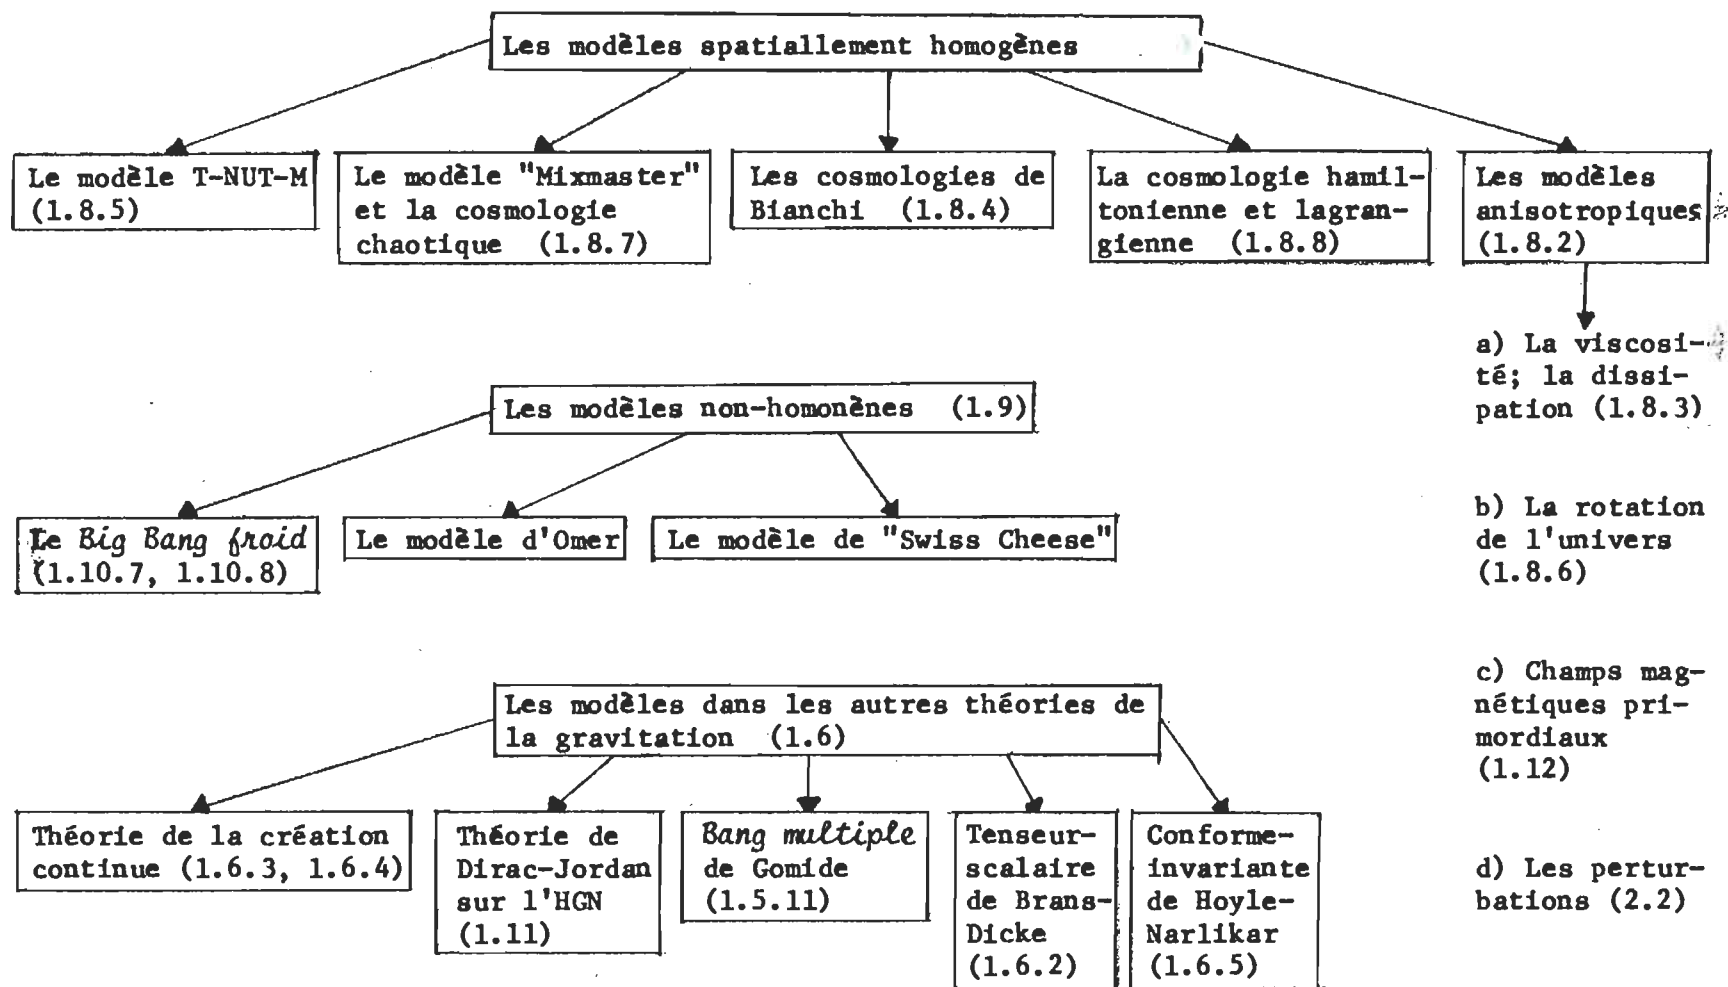 Les modèles spatiallement homogènes
Le modèle T-NUT-M
(1.8.5)
Le modèle "Mixmaster"
et la cosmologie
chaotique (1.8.7)
Les cosmologies de
Bianchi (1.8.4)
La cosmologie hamil-
tonienne et lagran-
gienne (1.8.8)
Les modèles
anisotropiques
(1.8.2)
a) La viscosi-
té; la dissi-
pation (1.8.3)
b) La rotation
de l'univers
(1.8.6)
c) Champs mag-
nétiques pri-
mordiaux
(1.12)
d) Les pertur-
bations (2.2)
Les modèles non-homonènes (1.9)
Le Big Bang froid
(1.10.7, 1.10.8)
Le modèle d'Omer
Le modèle de "Swiss Cheese"
Les modèles dans les autres théories de
la gravitation (1.6)
Théorie de la création
continue (1.6.3, 1.6.4)
Théorie de
Dirac-Jordan
sur l'HGN
(1.11)
Bang multiple
de Gomide
(1.5.11)
Tenseur-
scalaire
de Brans-
Dicke
(1.6.2)
Conforme-
invariante
de Hoyle-
Narlikar
(1.6.5)